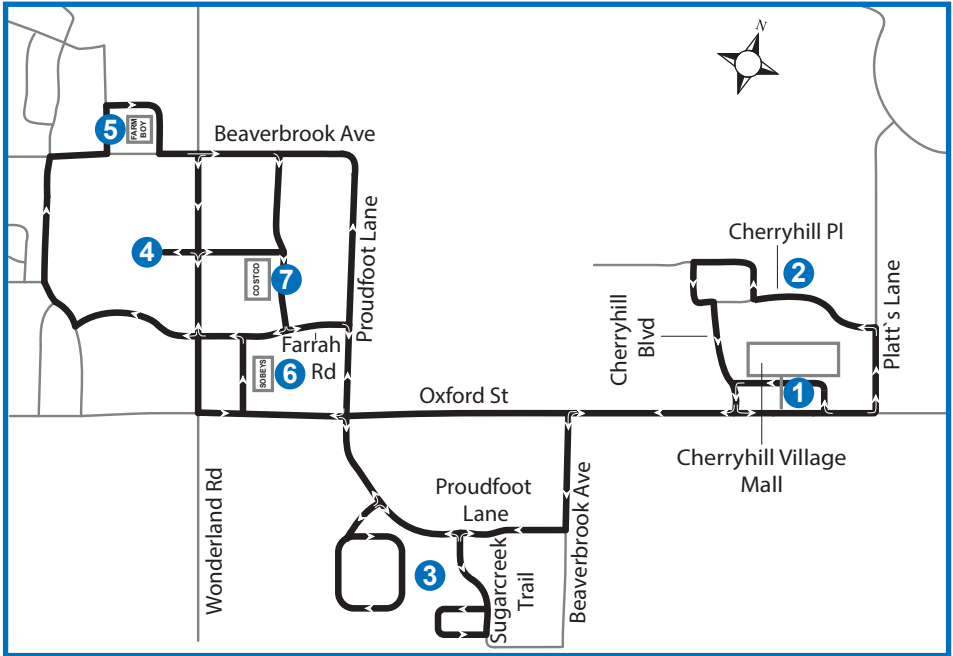 N
5
FARM
BOY
Beaverbrook Ave
Cherryhill Pl
4
2
COSTCO
7
Proudfoot Lane
Platt`s Lane
Cherryhill
Blvd
Farrah
Rd
SOBEYS
6
Oxford St
1
Cherryhill Village
Mall
Wonderland Rd
Proudfoot
Lane
Beaverbrook Ave
3
Sugarcreek
Trail